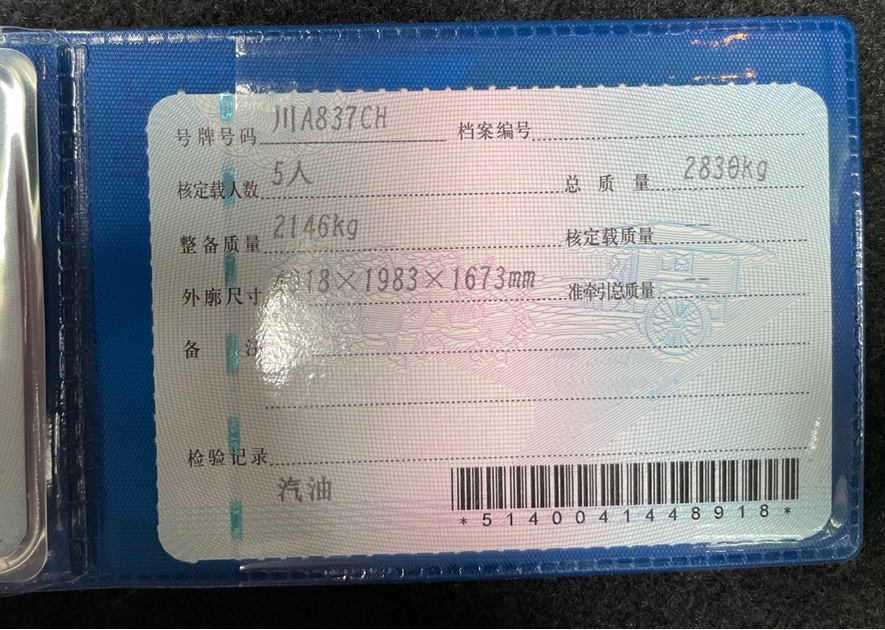 号牌号码 川A837CH 档案编号
核定载人数 5人 总质量 2830kg
整备质量 2146kg 核定载质量 --
外廓尺寸 ×1983×1673mm 准牵引总质量 --
备注
检验记录
汽油
*5140041448918*